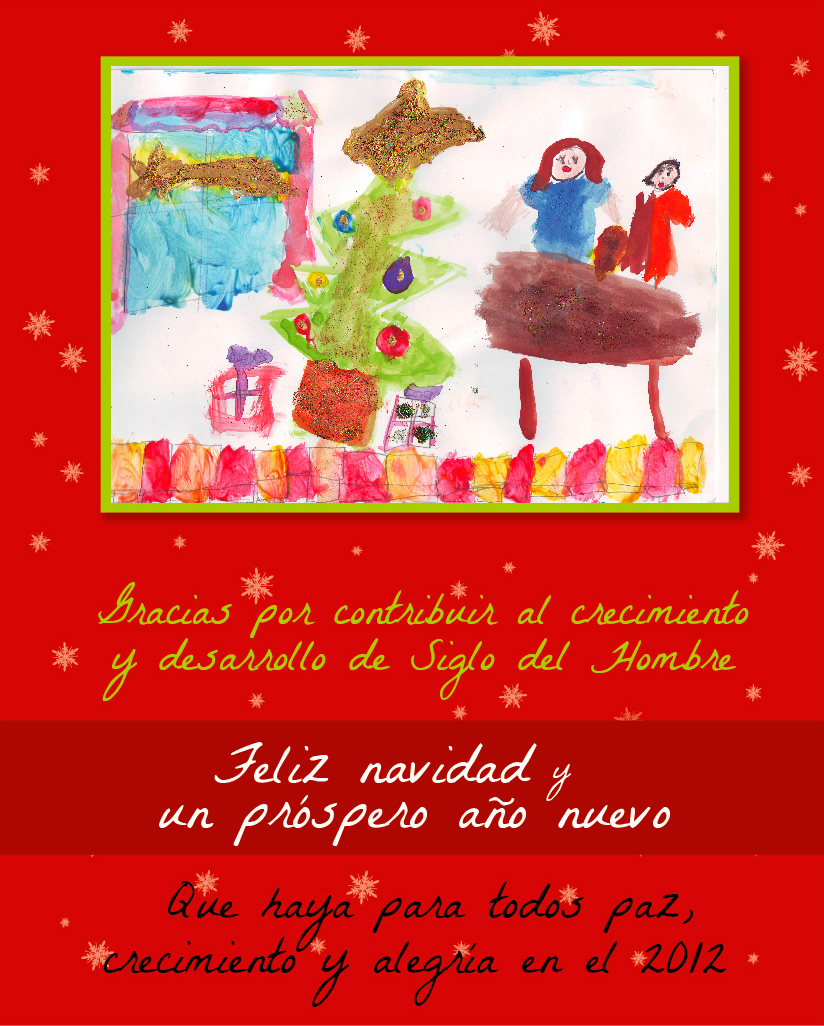 Gracias por contribuir al crecimiento
y desarrollo de Siglo del Hombre
Feliz navidad y
un próspero año nuevo
Que haya para todos paz,
crecimiento y alegría en el 2012